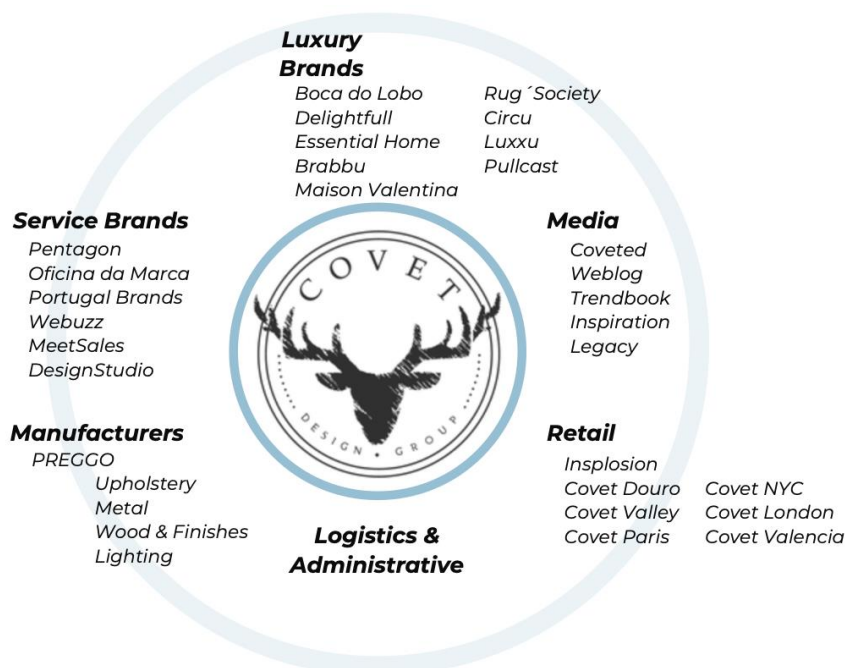 Luxury
Brands
Boca do Lobo
Delightfull
Essential Home
Brabbu
Maison Valentina
Rug´Society
Circu
Luxxu
Pullcast
Service Brands
Pentagon
Oficina da Marca
Portugal Brands
Webuzz
MeetSales
DesignStudio
COVET
DESIGN • GROUP
Media
Coveted
Weblog
Trendbook
Inspiration
Legacy
Manufacturers
PREGGO
Upholstery
Metal
Wood & Finishes
Lighting
Logistics &
Administrative
Retail
Insplosion
Covet Douro
Covet Valley
Covet Paris
Covet NYC
Covet London
Covet Valencia